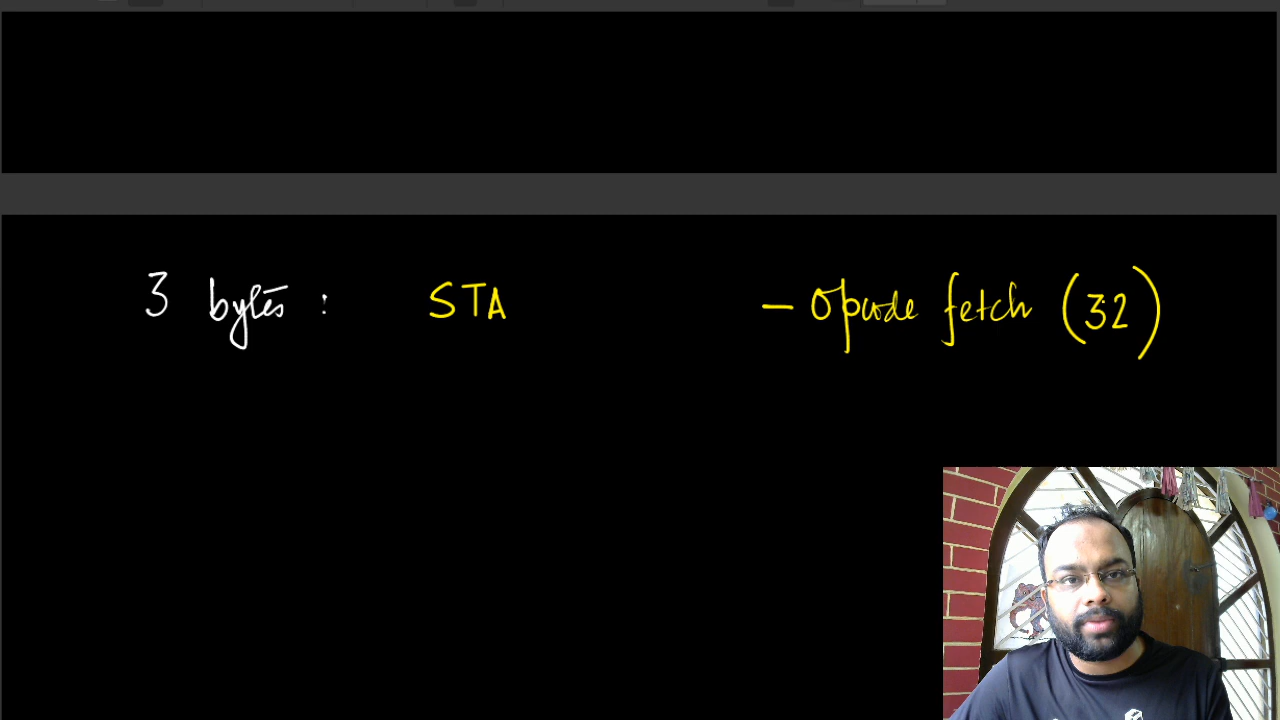 3 bytes : STA – Opcode fetch (32)